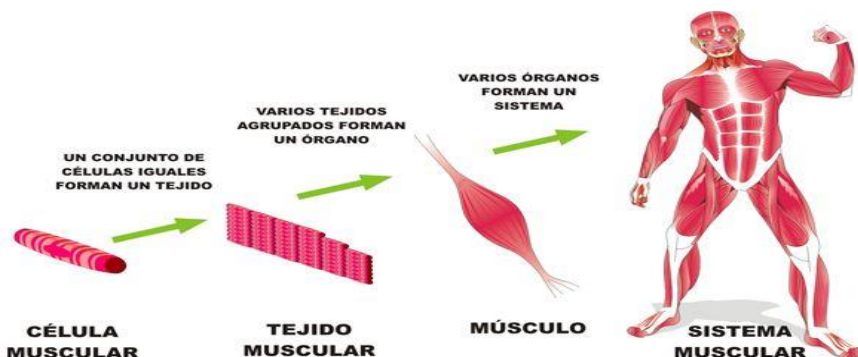 UN CONJUNTO DE
CÉLULAS IGUALES
FORMAN UN TEJIDO
VARIOS TEJIDOS
AGRUPADOS FORMAN
UN ÓRGANO
VARIOS ÓRGANOS
FORMAN UN
SISTEMA
CÉLULA
MUSCULAR
TEJIDO
MUSCULAR
MÚSCULO
SISTEMA
MUSCULAR